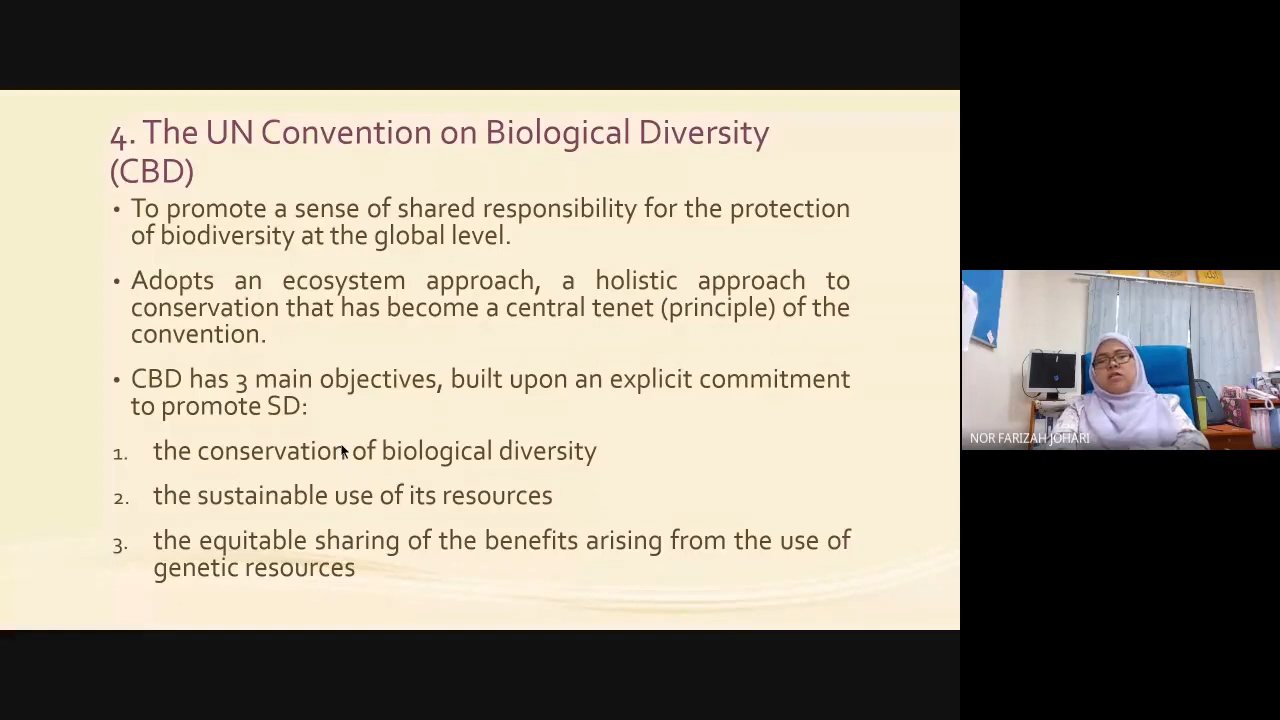 4. The UN Convention on Biological Diversity
(CBD)
• To promote a sense of shared responsibility for the protection
of biodiversity at the global level.
• Adopts an ecosystem approach, a holistic approach to
conservation that has become a central tenet (principle) of the
convention.
• CBD has 3 main objectives, built upon an explicit commitment
to promote SD:
1. the conservation of biological diversity
2. the sustainable use of its resources
3. the equitable sharing of the benefits arising from the use of
genetic resources
NOR FARIZAH JOHARI